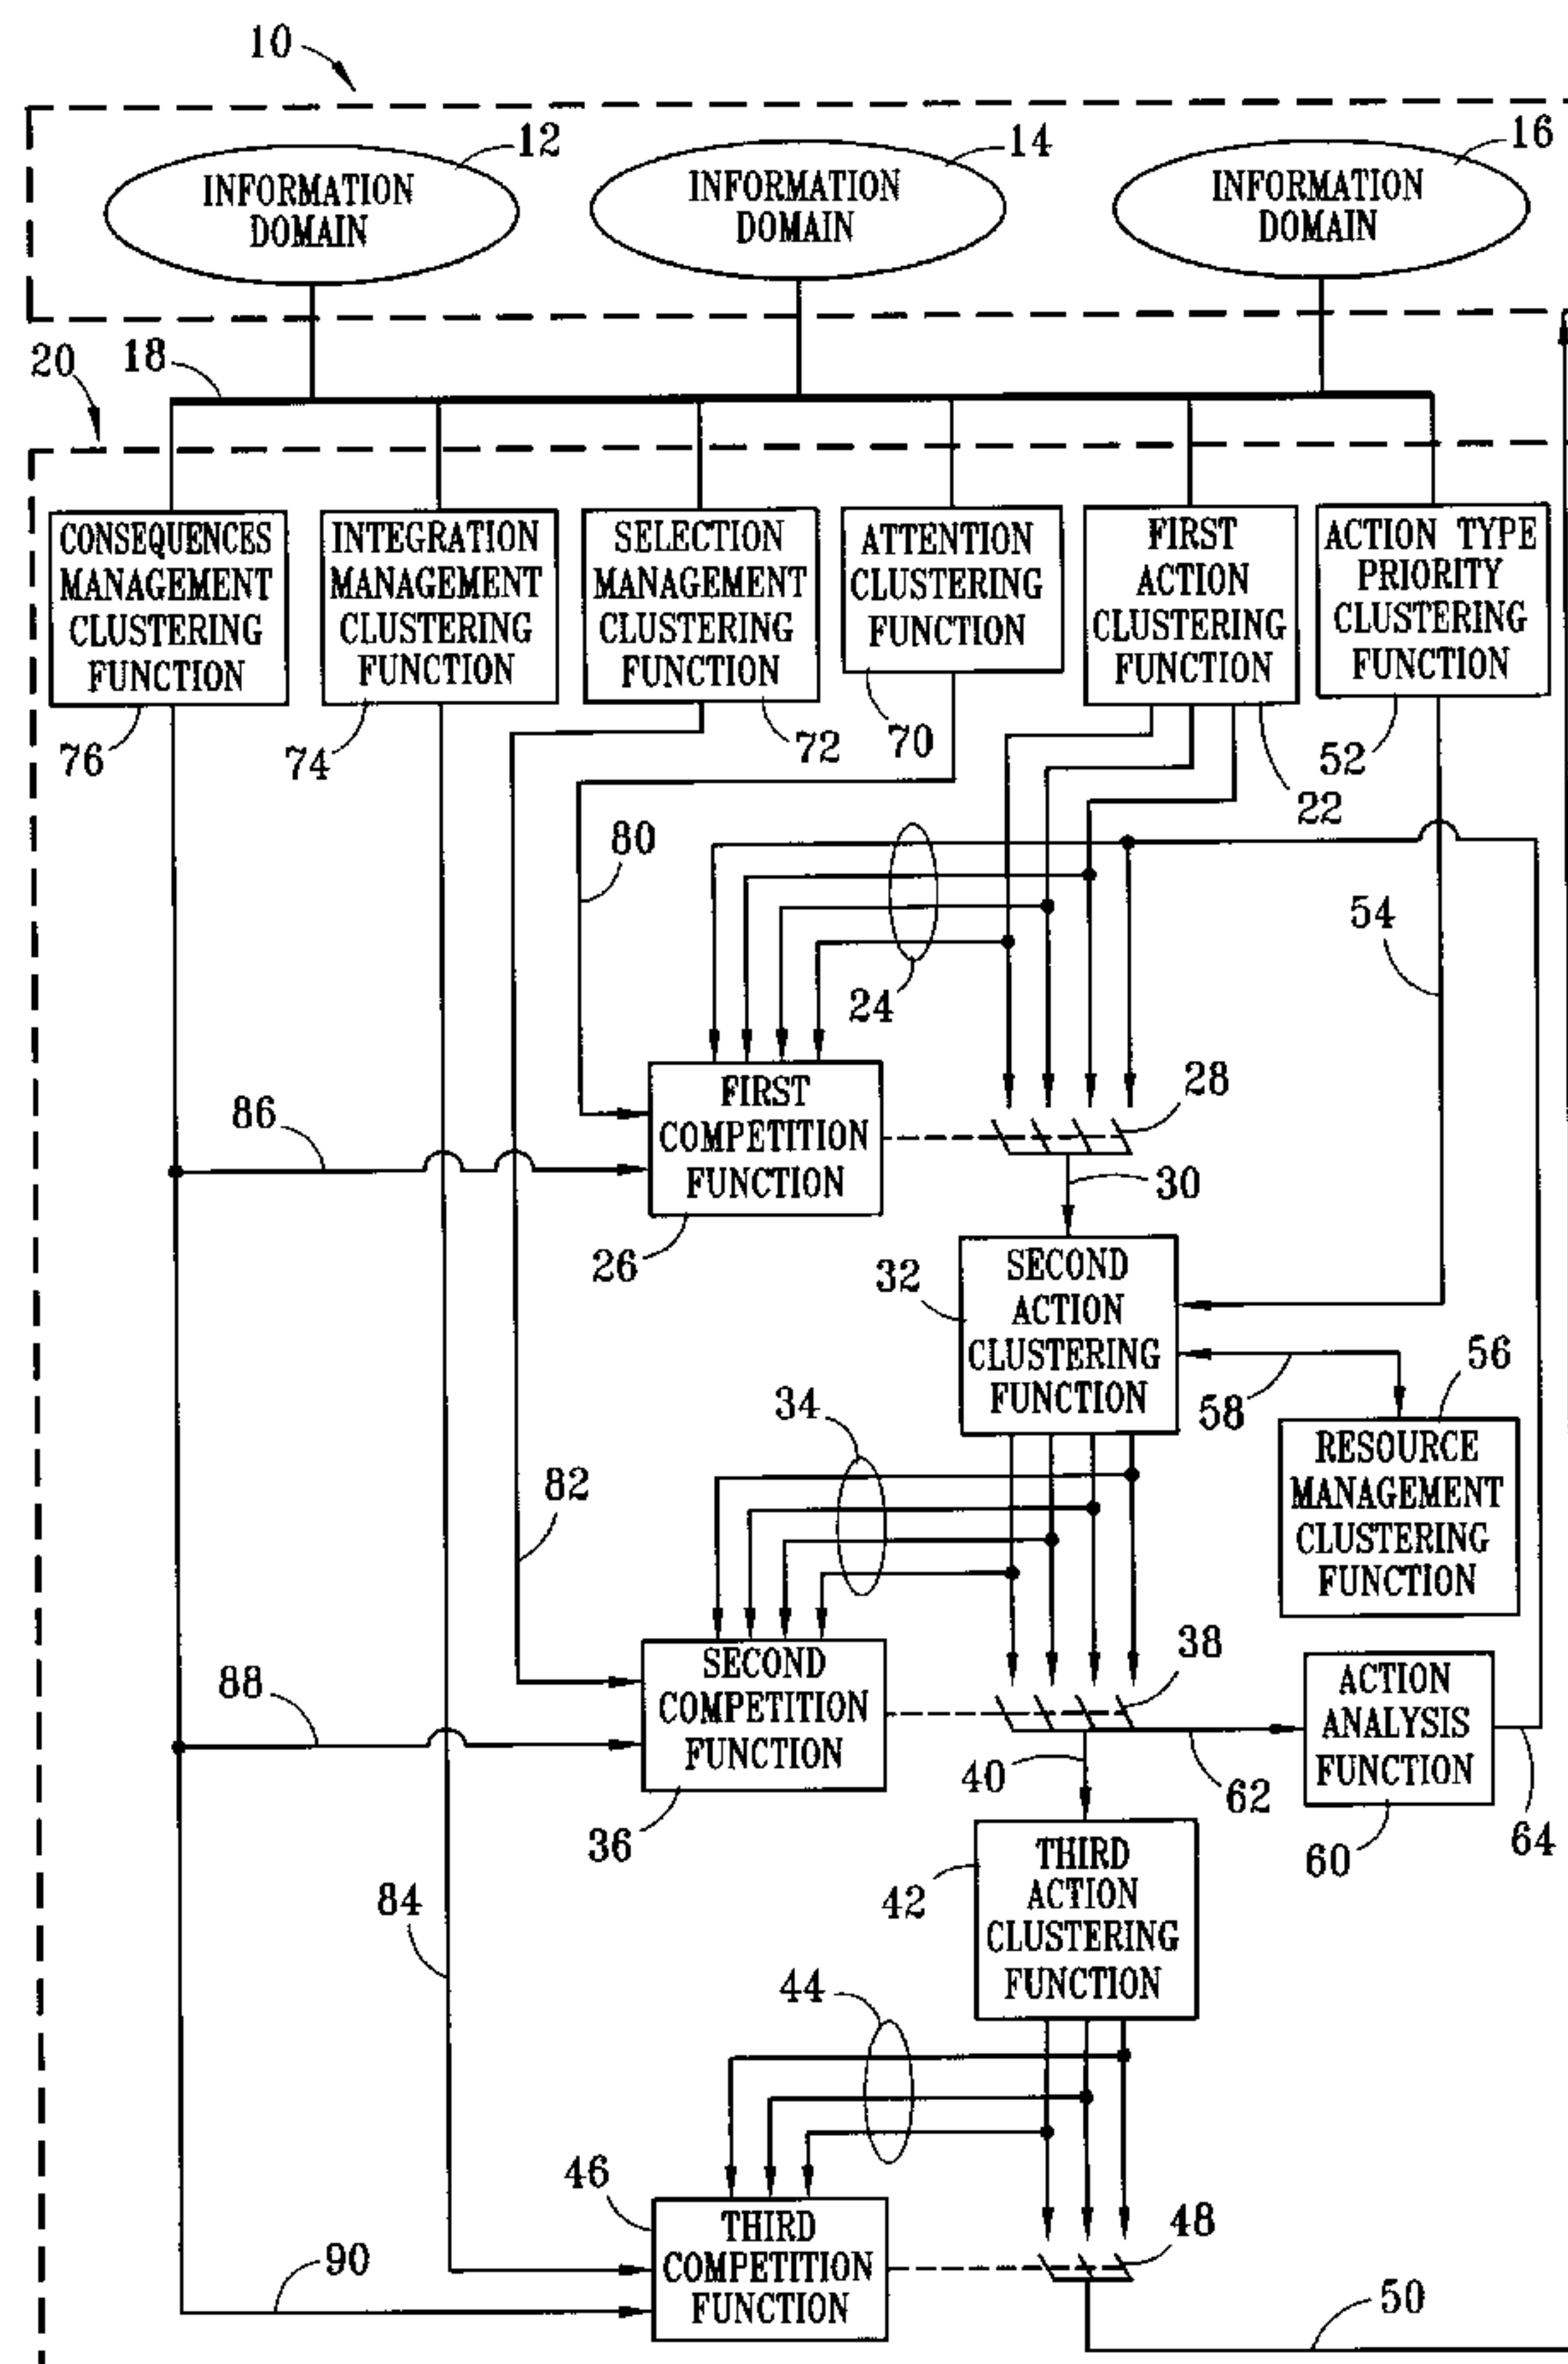 10
12
14
16
INFORMATION
DOMAIN
INFORMATION
DOMAIN
INFORMATION
DOMAIN
20
18
CONSEQUENCES
MANAGEMENT
CLUSTERING
FUNCTION
INTEGRATION
MANAGEMENT
CLUSTERING
FUNCTION
SELECTION
MANAGEMENT
CLUSTERING
FUNCTION
ATTENTION
CLUSTERING
FUNCTION
FIRST
ACTION
CLUSTERING
FUNCTION
ACTION TYPE
PRIORITY
CLUSTERING
FUNCTION
76
74
72
70
22
52
80
24
54
FIRST
COMPETITION
FUNCTION
28
86
30
26
32
SECOND
ACTION
CLUSTERING
FUNCTION
58
56
RESOURCE
MANAGEMENT
CLUSTERING
FUNCTION
34
82
SECOND
COMPETITION
FUNCTION
38
88
36
40
62
ACTION
ANALYSIS
FUNCTION
60
64
42
THIRD
ACTION
CLUSTERING
FUNCTION
84
44
46
THIRD
COMPETITION
FUNCTION
48
90
50